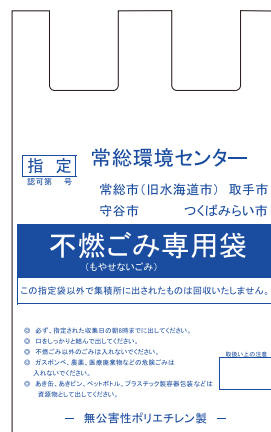 指定
認可第　号
常総環境センター
常総市(旧水海道市)　取手市
守谷市　つくばみらい市
不燃ごみ専用袋
(もやせないごみ)
この指定袋以外で集積所に出されたものは回収いたしません。
◎ 必ず、指定された収集日の朝8時までに出してください。
◎ 口をしっかりと結んで出してください。
◎ 不燃ごみ以外のごみは入れないでください。
◎ ガスボンベ、農薬、医療廃棄物などの危険ごみは
入れないでください。
◎ あき缶、あきビン、ペットボトル、プラスチック製容器包装などは
資源物として出してください。
取扱い上の注意
― 無公害性ポリエチレン製 ―